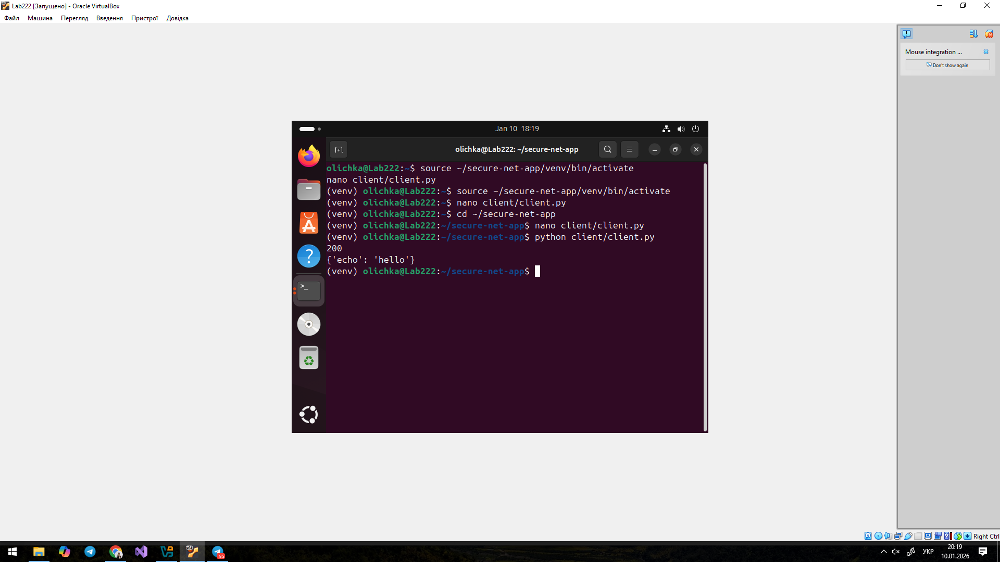 Lab222 [Запущено] - Oracle VirtualBox
Файл Машина Перегляд Введення Пристрої Довідка
Mouse integration ...
Don't show again
Jan 10 18:19
olichka@Lab222: ~/secure-net-app
olichka@Lab222:~$ source ~/secure-net-app/venv/bin/activate
nano client/client.py
(venv) olichka@Lab222:~$ source ~/secure-net-app/venv/bin/activate
(venv) olichka@Lab222:~$ nano client/client.py
(venv) olichka@Lab222:~$ cd ~/secure-net-app
(venv) olichka@Lab222:~/secure-net-app$ nano client/client.py
(venv) olichka@Lab222:~/secure-net-app$ python client/client.py
200
{'echo': 'hello'}
(venv) olichka@Lab222:~/secure-net-app$
Right Ctrl
95
УКР
20:19
10.01.2026